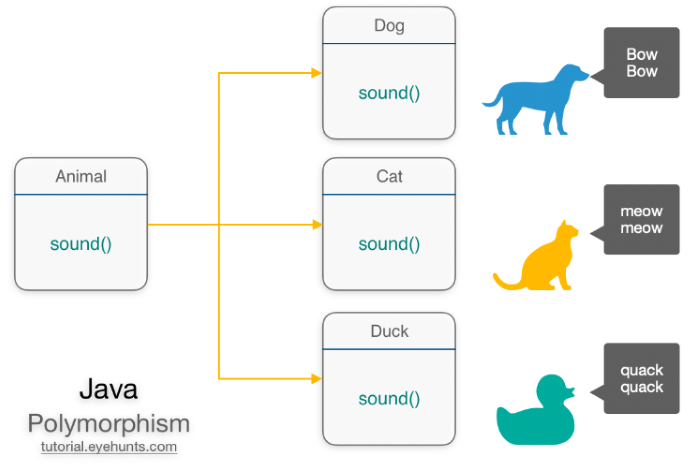 Dog
sound()
Bow
Bow
Animal
sound()
Cat
sound()
meow
meow
Duck
sound()
quack
quack
Java
Polymorphism
tutorial.eyehunts.com